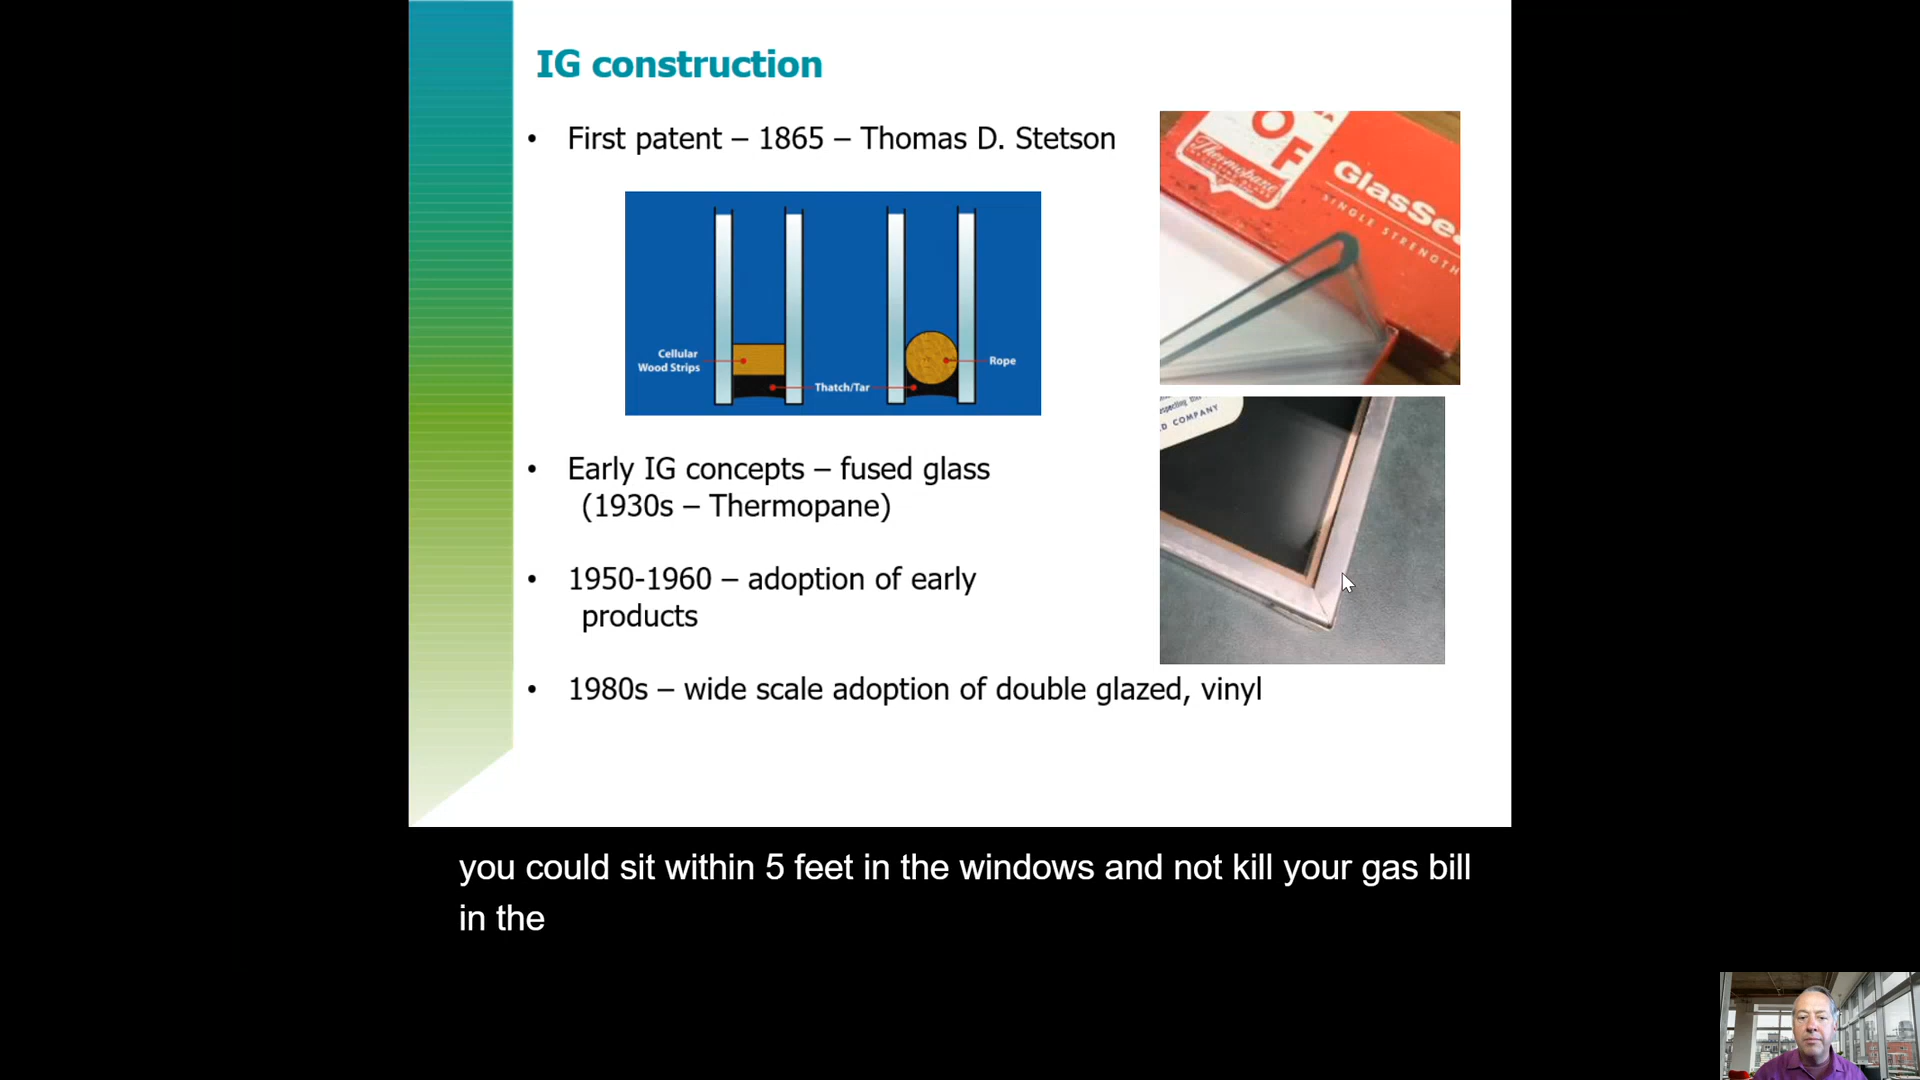 IG construction
• First patent – 1865 – Thomas D. Stetson
Cellular
Wood Strips
Thatch/Tar
Rope
OF
Thermopane
GlasSe
SINGLE STRENGTH
D COMPANY
• Early IG concepts – fused glass
(1930s – Thermopane)
• 1950-1960 – adoption of early
products
• 1980s – wide scale adoption of double glazed, vinyl
you could sit within 5 feet in the windows and not kill your gas bill
in the